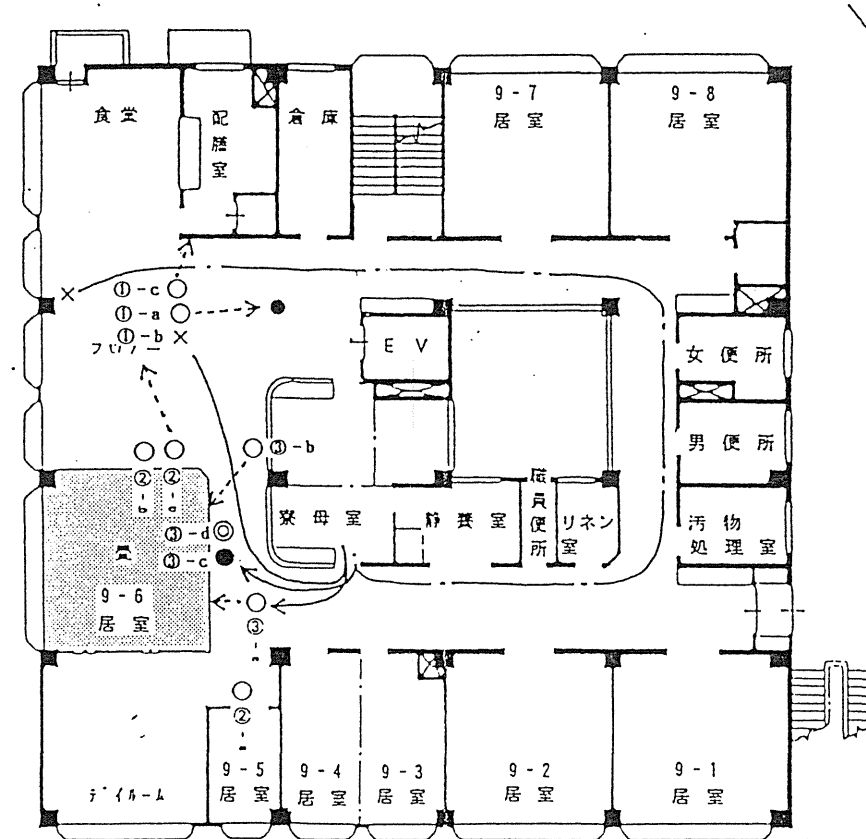 食堂
配膳室
倉庫
9-7
居室
9-8
居室
①-c
①-a
①-b
EV
女便所
男便所
汚物
処理室
②
②
③-b
寮母室
静養室
職員便所
リネン
室
③-d
③-c
畳
9-6
居室
③
②
デイルーム
9-5
居室
9-4
居室
9-3
居室
9-2
居室
9-1
居室